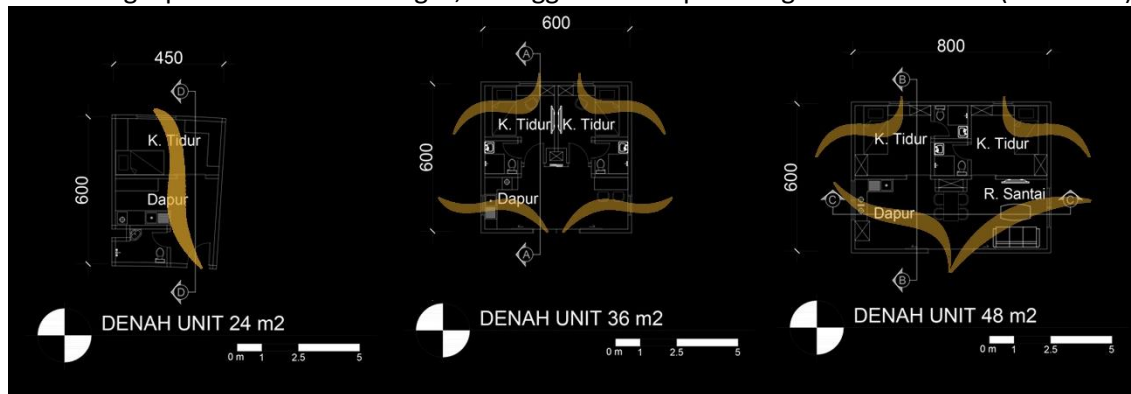 450
D
K. Tidur
600
Dapur
D
DENAH UNIT 24 m2
0 m 1 2.5 5
600
A
K. Tidur K. Tidur
600
Dapur
A
DENAH UNIT 36 m2
0 m 1 2.5 5
800
B
K. Tidur K. Tidur
600
R. Santai
C C
Dapur
B
DENAH UNIT 48 m2
0 m 1 2.5 5